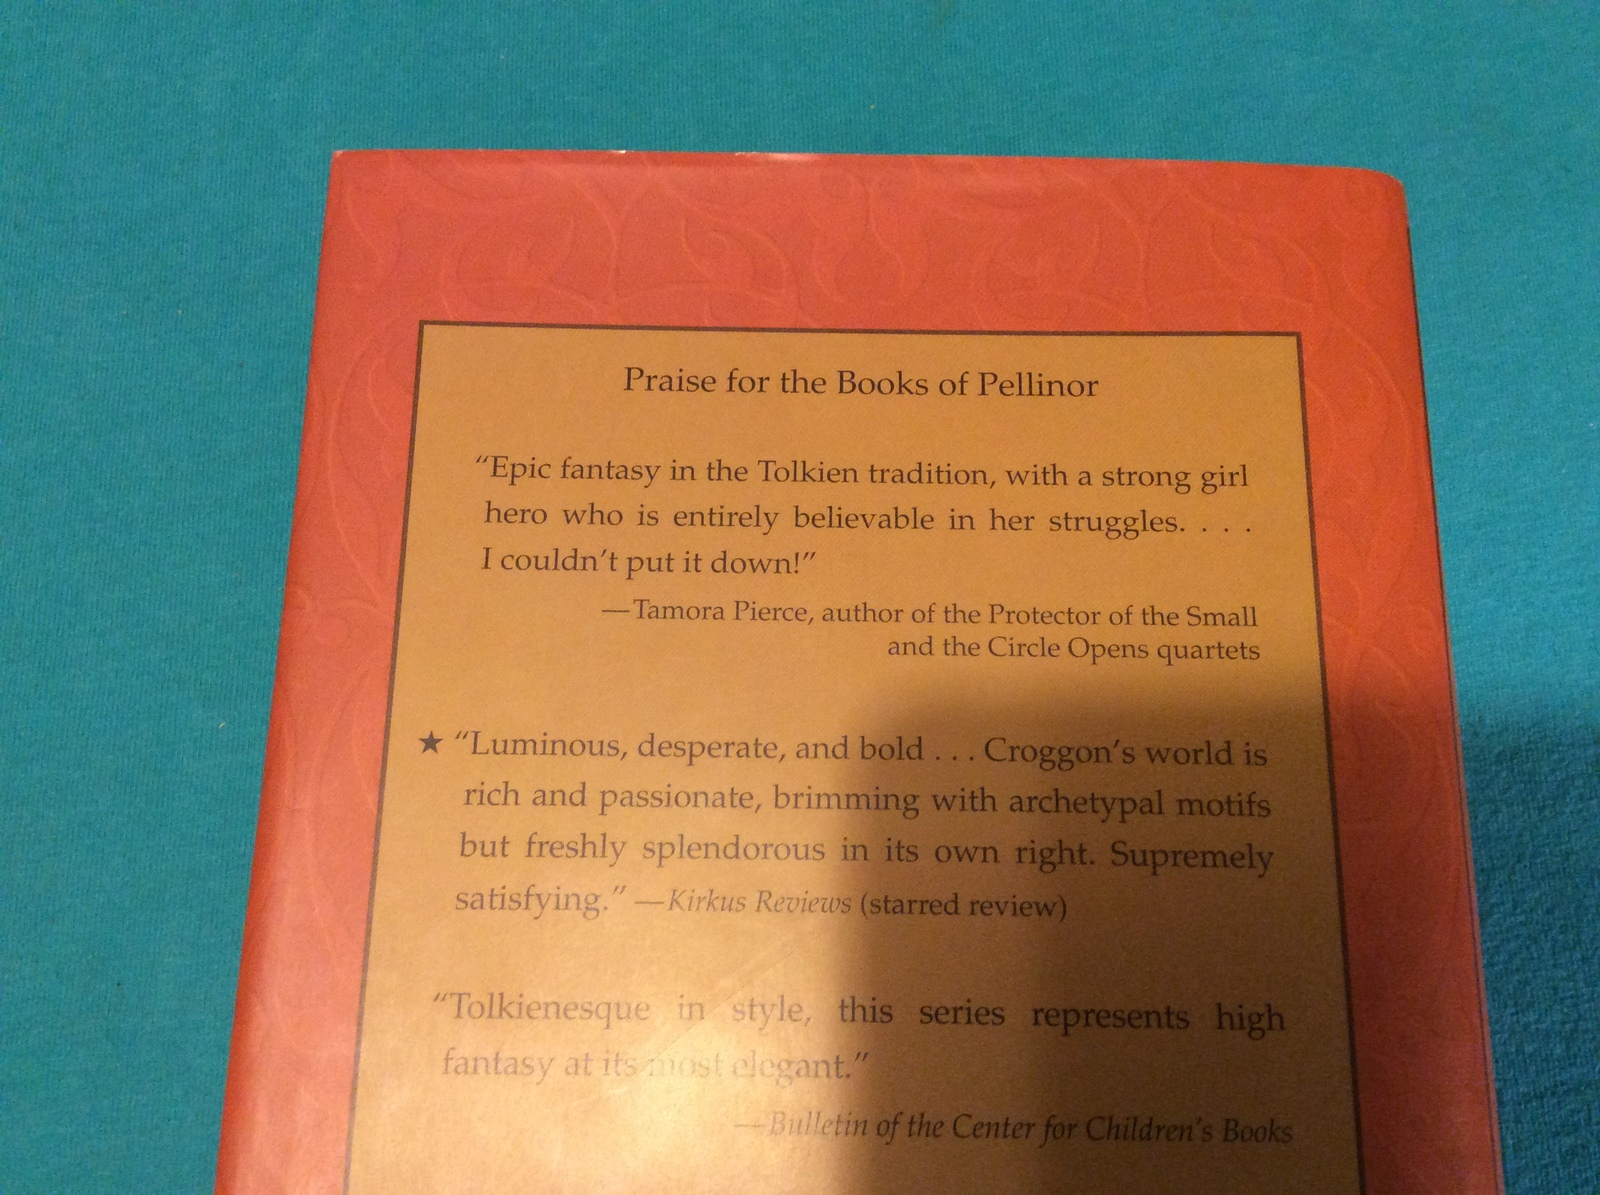 Praise for the Books of Pellinor
“Epic fantasy in the Tolkien tradition, with a strong girl
hero who is entirely believable in her struggles. . . .
I couldn’t put it down!”
—Tamora Pierce, author of the Protector of the Small
and the Circle Opens quartets
★ “Luminous, desperate, and bold . . . Croggon’s world is
rich and passionate, brimming with archetypal motifs
but freshly splendorous in its own right. Supremely
satisfying.” —Kirkus Reviews (starred review)
“Tolkienesque in style, this series represents high
fantasy at its most elegant.”
—Bulletin of the Center for Children’s Books